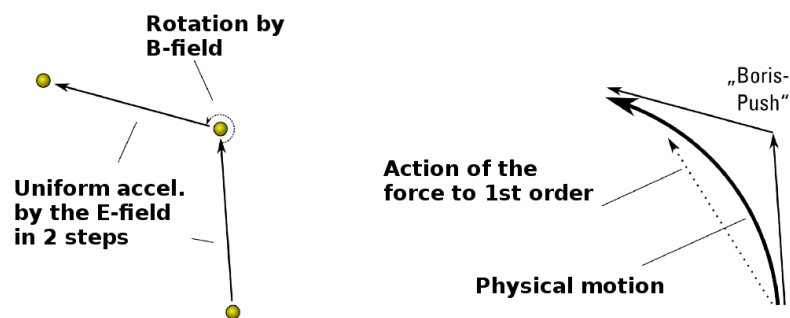 Rotation by
B-field
Uniform accel.
by the E-field
in 2 steps
„Boris-
Push“
Action of the
force to 1st order
Physical motion